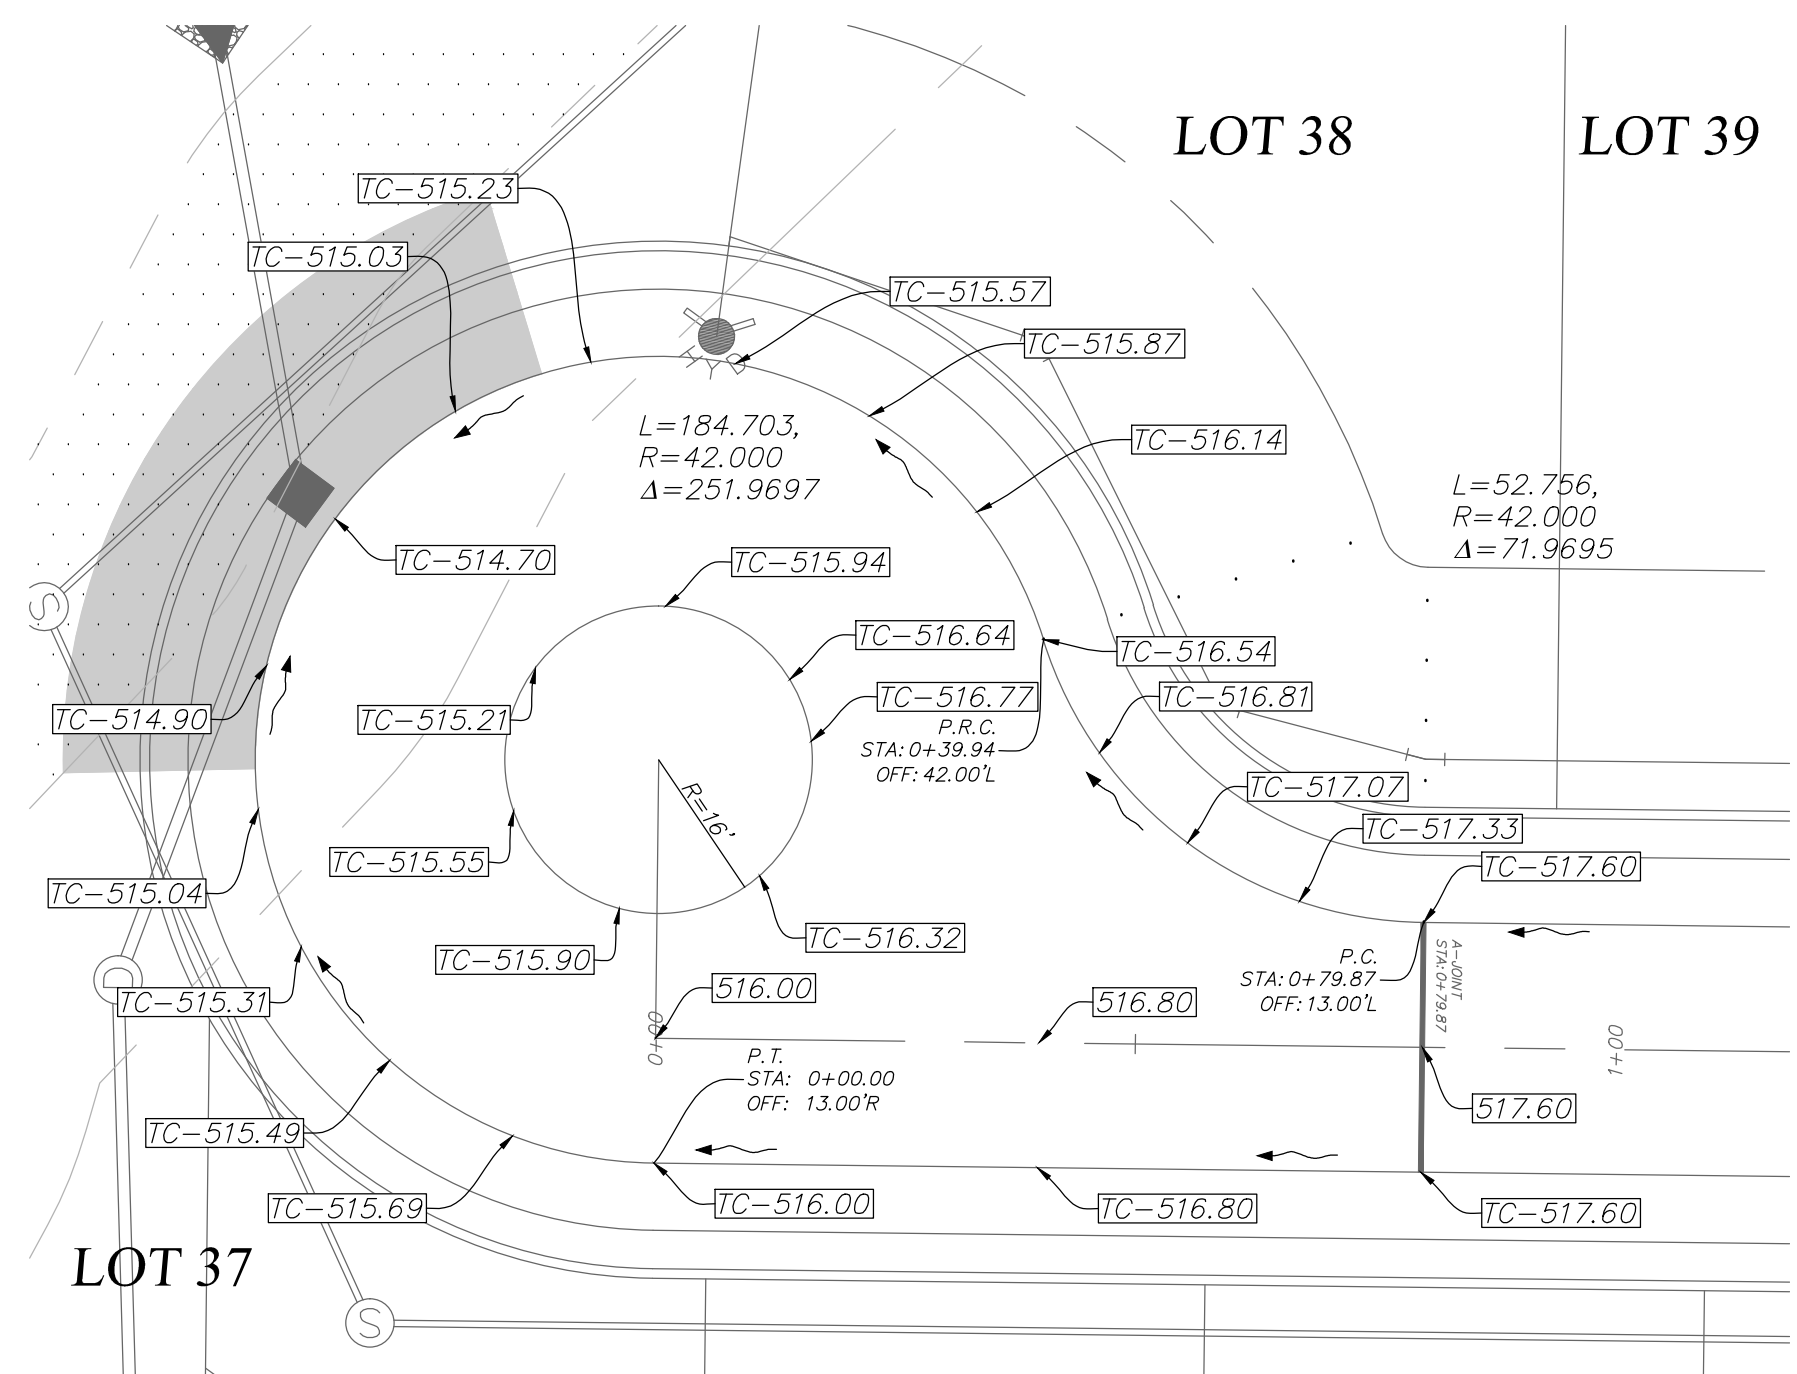 LOT 38
LOT 39
TC-515.23
TC-515.03
TC-515.57
TC-515.87
HYD
L=184.703,
R=42.000
Δ=251.9697
TC-516.14
L=52.756,
R=42.000
Δ=71.9695
TC-514.70
TC-515.94
S
TC-516.64
TC-516.54
TC-516.77
TC-516.81
TC-514.90
TC-515.21
P.R.C.
STA: 0+39.94
OFF: 42.00'L
R=16'
TC-517.07
TC-517.33
TC-515.55
TC-517.60
TC-515.04
TC-516.32
TC-515.90
D
P.C.
STA: 0+79.87
OFF: 13.00'L
A-JOINT
STA: 0+79.87
516.00
516.80
TC-515.31
0+00
1+00
P.T.
STA: 0+00.00
OFF: 13.00'R
517.60
TC-515.49
TC-515.69
TC-516.00
TC-516.80
TC-517.60
LOT 37
S